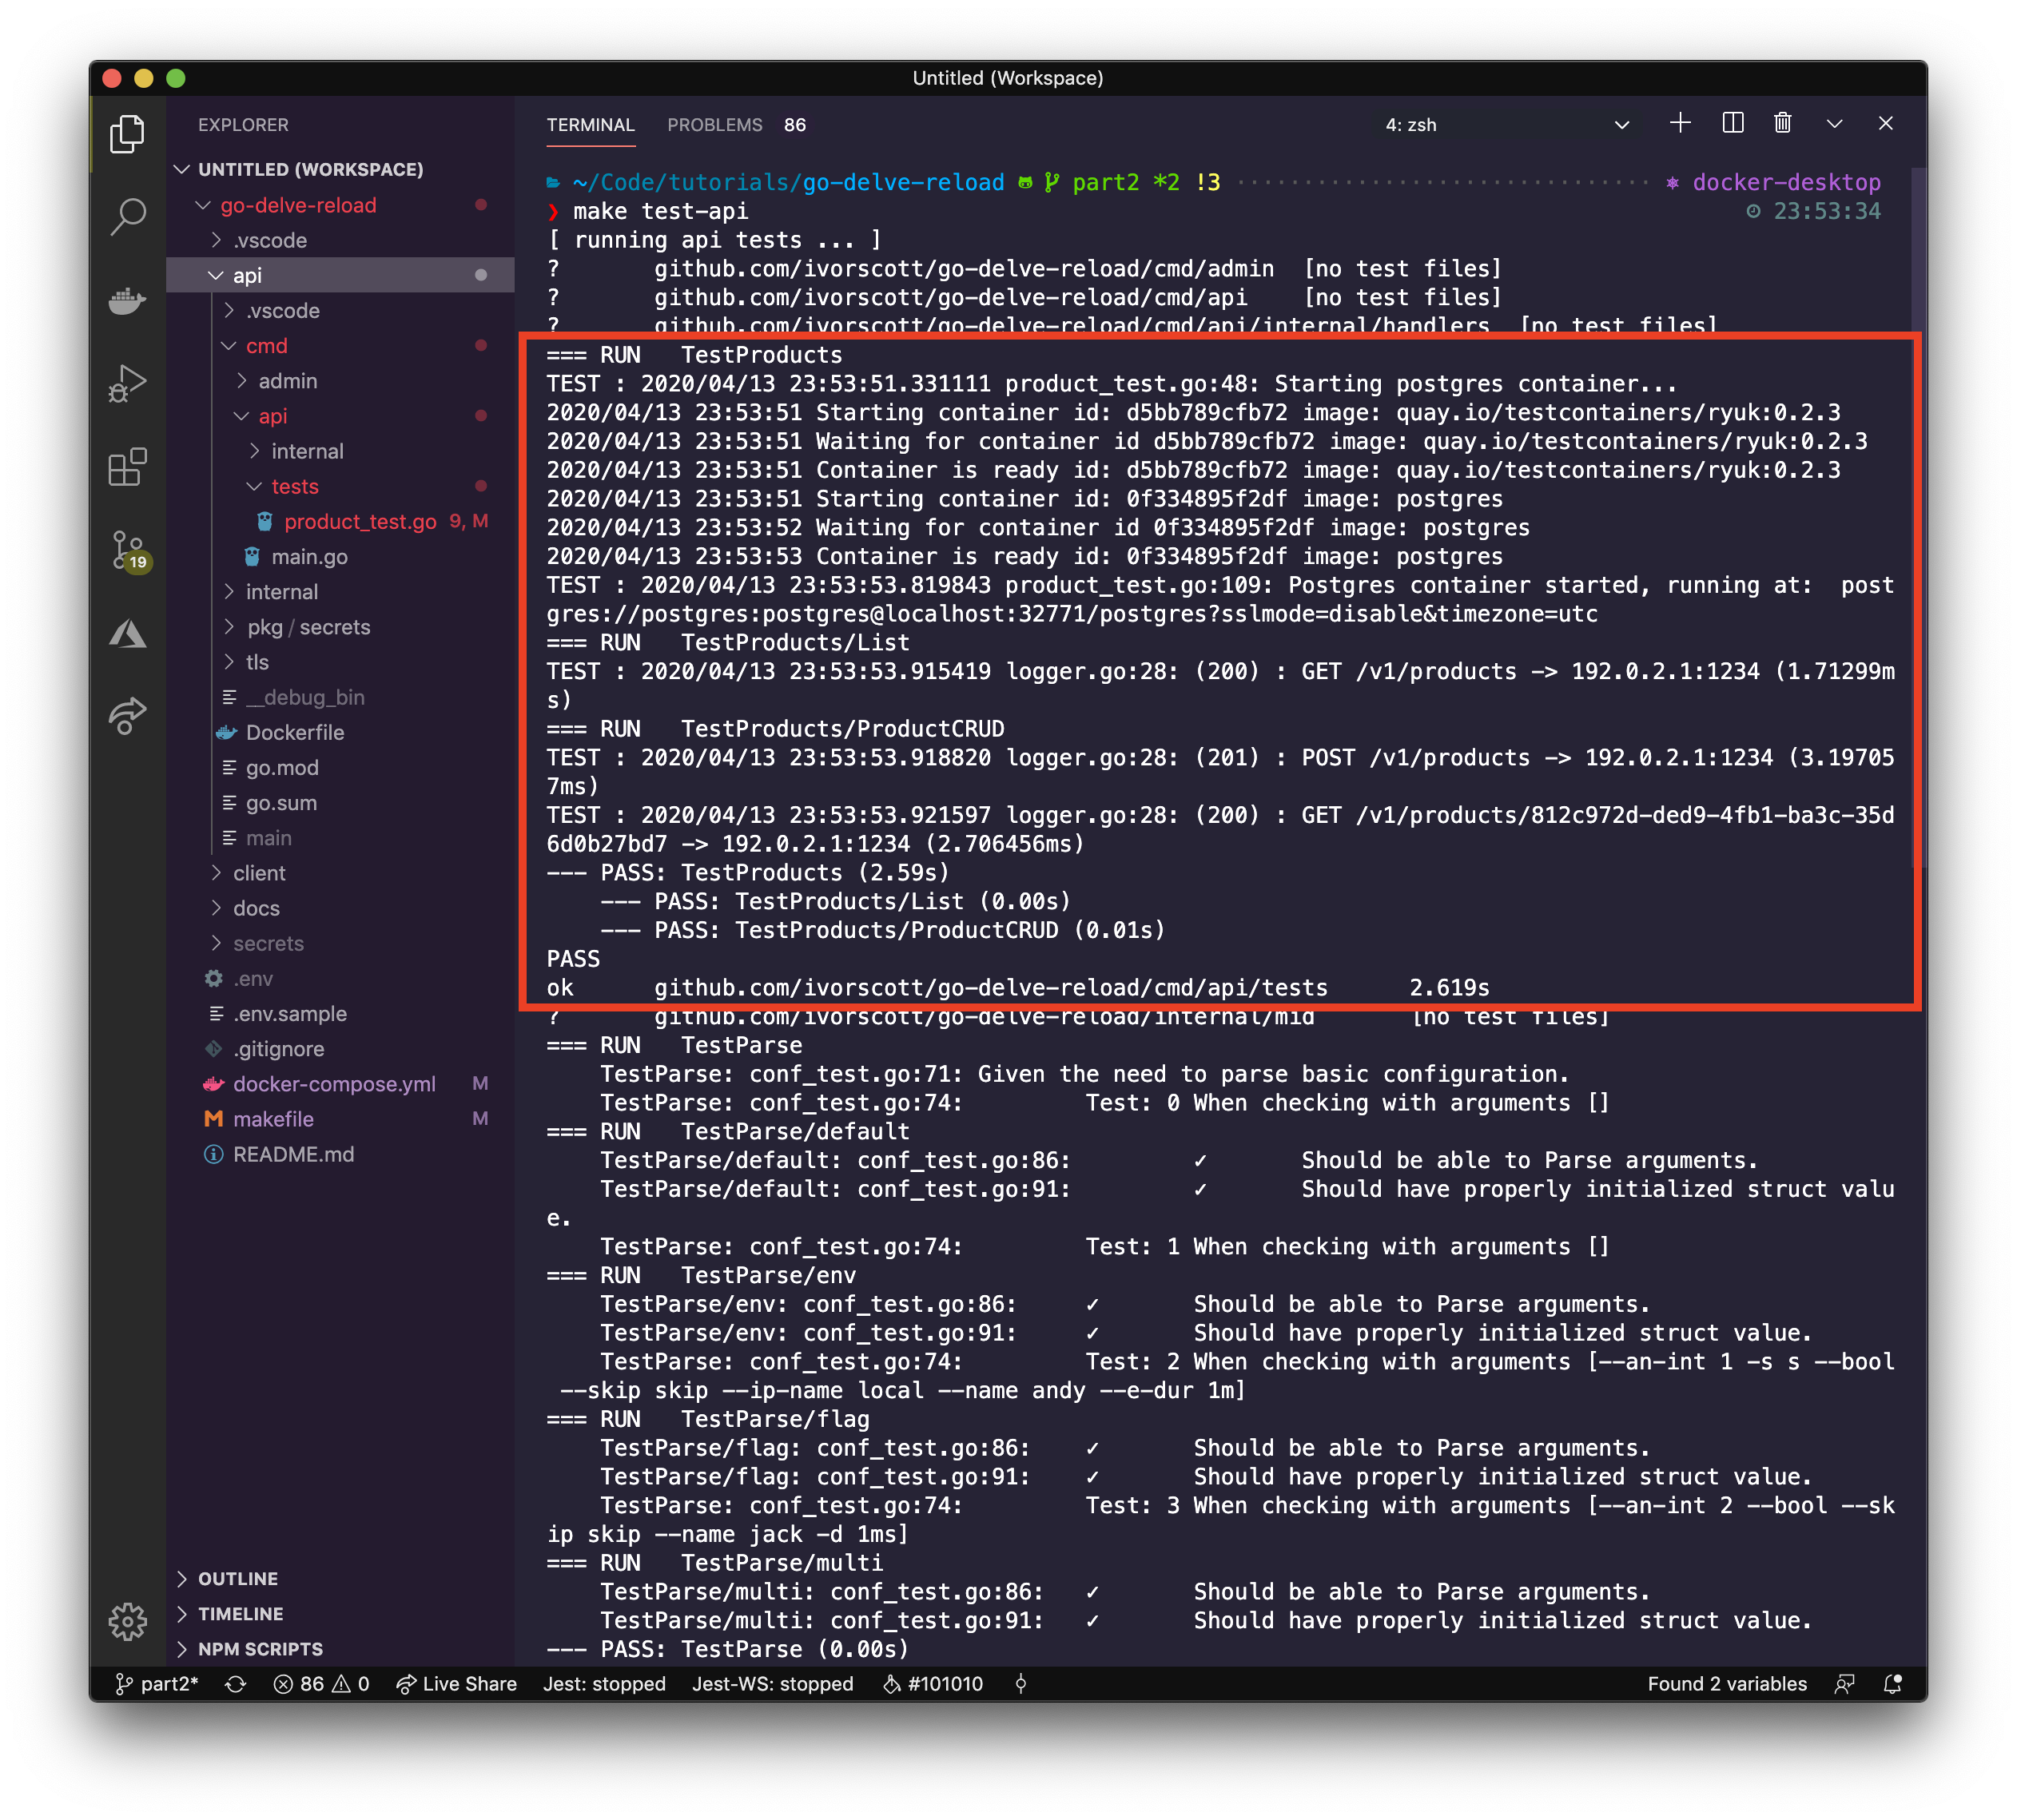 Untitled (Workspace)
EXPLORER
UNTITLED (WORKSPACE)
go-delve-reload
.vscode
api
.vscode
cmd
admin
api
internal
tests
product_test.go 9, M
main.go
internal
pkg / secrets
tls
__debug_bin
Dockerfile
go.mod
go.sum
main
client
docs
secrets
.env
.env.sample
.gitignore
docker-compose.yml M
makefile M
README.md
OUTLINE
TIMELINE
NPM SCRIPTS
19
TERMINAL PROBLEMS 86 4: zsh
~/Code/tutorials/go-delve-reload part2 *2 !3 docker-desktop
❯ make test-api 23:53:34
[ running api tests ... ]
? github.com/ivorscott/go-delve-reload/cmd/admin [no test files]
? github.com/ivorscott/go-delve-reload/cmd/api [no test files]
? github.com/ivorscott/go-delve-reload/cmd/api/internal/handlers [no test files]
=== RUN TestProducts
TEST : 2020/04/13 23:53:51.331111 product_test.go:48: Starting postgres container...
2020/04/13 23:53:51 Starting container id: d5bb789cfb72 image: quay.io/testcontainers/ryuk:0.2.3
2020/04/13 23:53:51 Waiting for container id d5bb789cfb72 image: quay.io/testcontainers/ryuk:0.2.3
2020/04/13 23:53:51 Container is ready id: d5bb789cfb72 image: quay.io/testcontainers/ryuk:0.2.3
2020/04/13 23:53:51 Starting container id: 0f334895f2df image: postgres
2020/04/13 23:53:52 Waiting for container id 0f334895f2df image: postgres
2020/04/13 23:53:53 Container is ready id: 0f334895f2df image: postgres
TEST : 2020/04/13 23:53:53.819843 product_test.go:109: Postgres container started, running at:  post
gres://postgres:postgres@localhost:32771/postgres?sslmode=disable&timezone=utc
=== RUN TestProducts/List
TEST : 2020/04/13 23:53:53.915419 logger.go:28: (200) : GET /v1/products -> 192.0.2.1:1234 (1.71299m
s)
=== RUN TestProducts/ProductCRUD
TEST : 2020/04/13 23:53:53.918820 logger.go:28: (201) : POST /v1/products -> 192.0.2.1:1234 (3.19705
7ms)
TEST : 2020/04/13 23:53:53.921597 logger.go:28: (200) : GET /v1/products/812c972d-ded9-4fb1-ba3c-35d
6d0b27bd7 -> 192.0.2.1:1234 (2.706456ms)
--- PASS: TestProducts (2.59s)
--- PASS: TestProducts/List (0.00s)
--- PASS: TestProducts/ProductCRUD (0.01s)
PASS
ok github.com/ivorscott/go-delve-reload/cmd/api/tests 2.619s
? github.com/ivorscott/go-delve-reload/internal/mid [no test files]
=== RUN TestParse
TestParse: conf_test.go:71: Given the need to parse basic configuration.
TestParse: conf_test.go:74: Test: 0 When checking with arguments []
=== RUN TestParse/default
TestParse/default: conf_test.go:86: ✓ Should be able to Parse arguments.
TestParse/default: conf_test.go:91: ✓ Should have properly initialized struct valu
e.
TestParse: conf_test.go:74: Test: 1 When checking with arguments []
=== RUN TestParse/env
TestParse/env: conf_test.go:86: ✓ Should be able to Parse arguments.
TestParse/env: conf_test.go:91: ✓ Should have properly initialized struct value.
TestParse: conf_test.go:74: Test: 2 When checking with arguments [--an-int 1 -s s --bool
--skip skip --ip-name local --name andy --e-dur 1m]
=== RUN TestParse/flag
TestParse/flag: conf_test.go:86: ✓ Should be able to Parse arguments.
TestParse/flag: conf_test.go:91: ✓ Should have properly initialized struct value.
TestParse: conf_test.go:74: Test: 3 When checking with arguments [--an-int 2 --bool --sk
ip skip --name jack -d 1ms]
=== RUN TestParse/multi
TestParse/multi: conf_test.go:86: ✓ Should be able to Parse arguments.
TestParse/multi: conf_test.go:91: ✓ Should have properly initialized struct value.
--- PASS: TestParse (0.00s)
part2* 86 0 Live Share Jest: stopped Jest-WS: stopped #101010 Found 2 variables